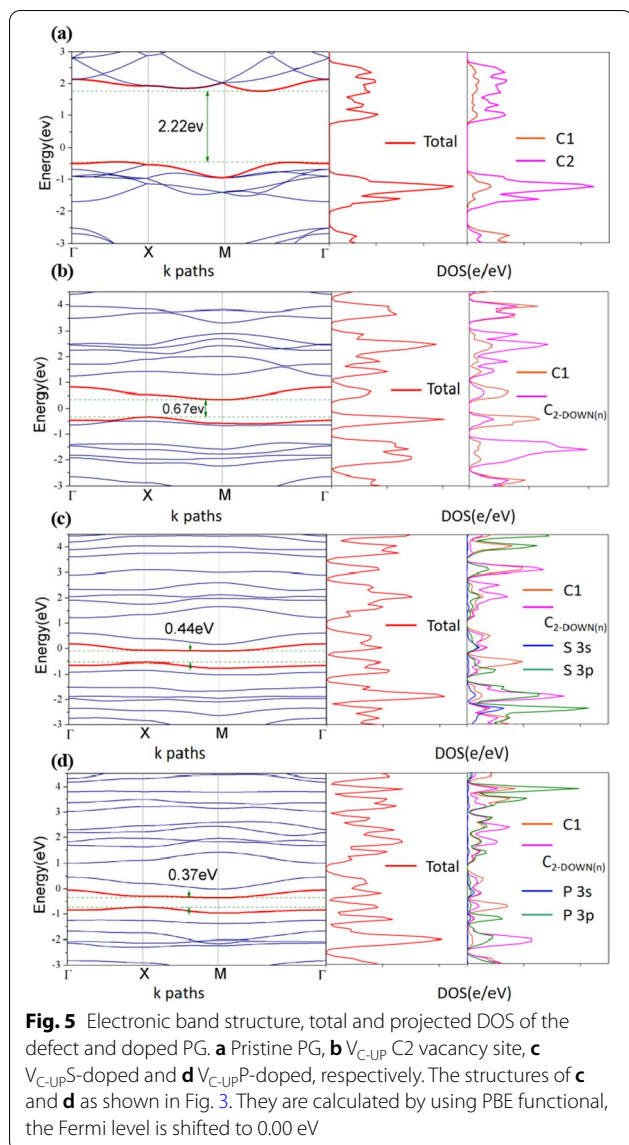 (a)
3
2
1
0
-1
-2
-3
Energy(ev)
2.22ev
Total
C1
C2
Γ X M Γ
k paths DOS(e/eV)
(b)
4
3
2
1
0
-1
-2
-3
Energy(ev)
0.67ev
Total
C1
C2-DOWN(n)
Γ X M Γ
k paths DOS(e/eV)
(c)
4
3
2
1
0
-1
-2
-3
Energy(eV)
0.44eV
Total
C1
C2-DOWN(n)
S 3s
S 3p
Γ X M Γ
k paths DOS(e/eV)
(d)
4
3
2
1
0
-1
-2
-3
Energy(eV)
0.37eV
Total
C1
C2-DOWN(n)
P 3s
P 3p
Γ X M Γ
k paths DOS(e/eV)
Fig. 5 Electronic band structure, total and projected DOS of the
defect and doped PG. a Pristine PG, b VC-UP C2 vacancy site, c
VC-UPS-doped and d VC-UPP-doped, respectively. The structures of c
and d as shown in Fig. 3. They are calculated by using PBE functional,
the Fermi level is shifted to 0.00 eV